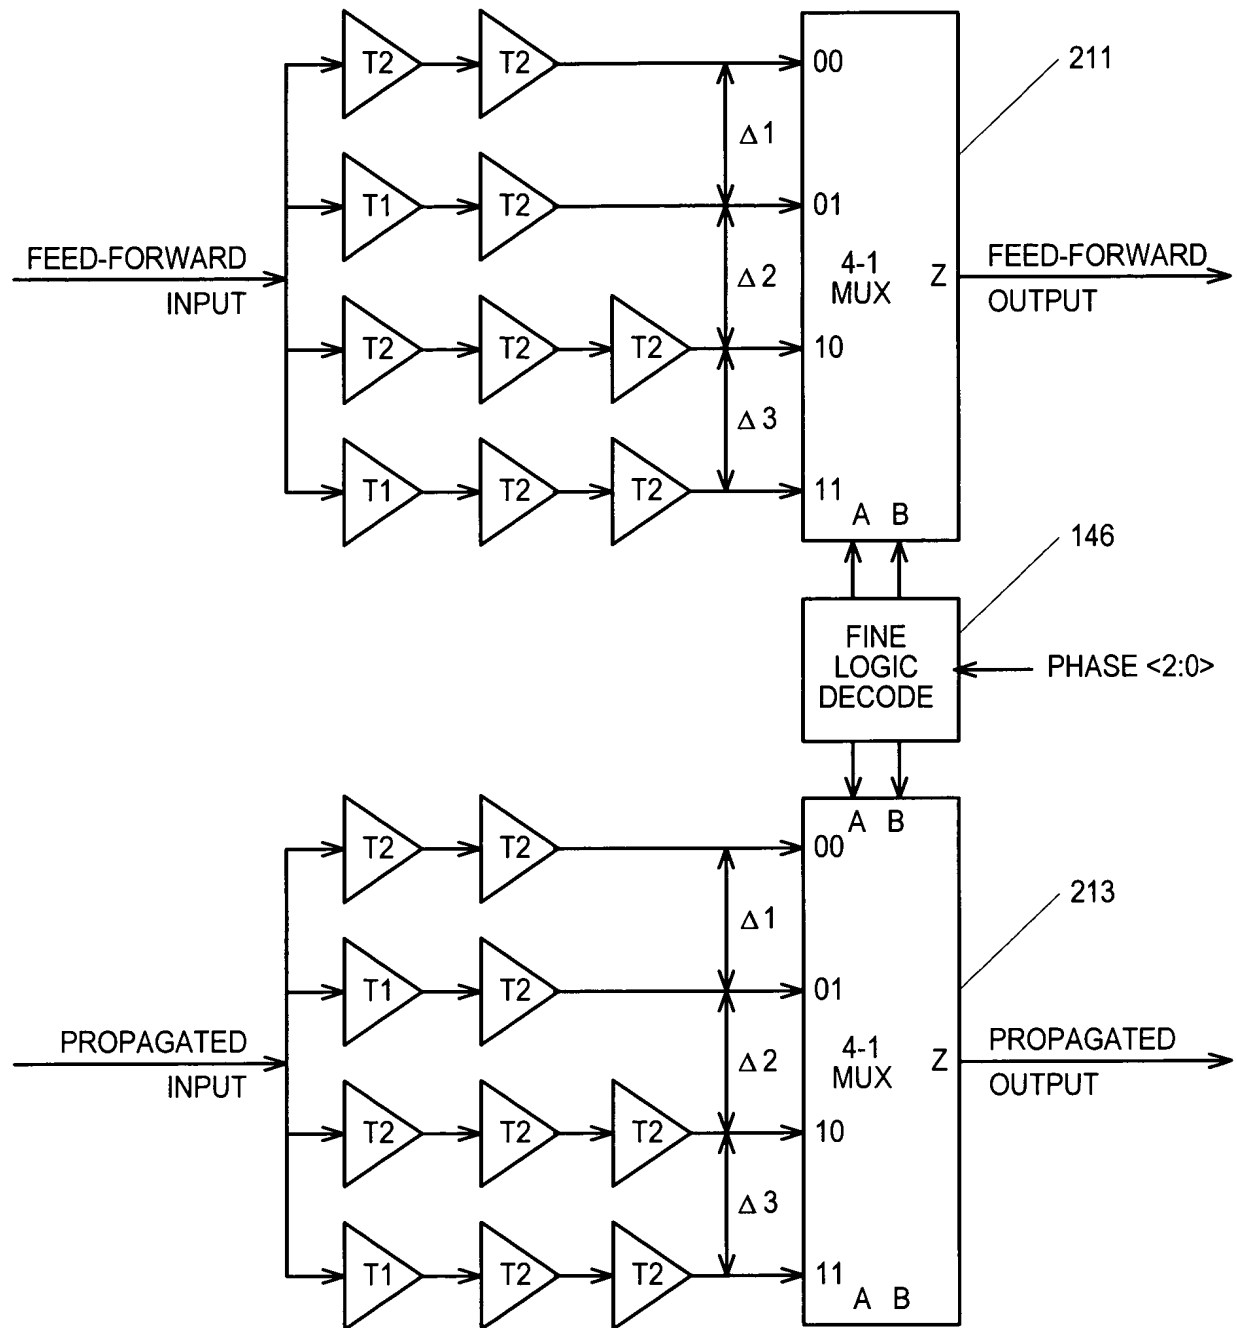 T2 T2 00 211
Δ1
T1 T2 01
FEED-FORWARD INPUT
Δ2
4-1 MUX
Z
FEED-FORWARD OUTPUT
T2 T2 T2 10
Δ3
T1 T2 T2 11
A B
146
FINE LOGIC DECODE
PHASE <2:0>
A B
T2 T2 00
213
Δ1
T1 T2 01
PROPAGATED INPUT
Δ2
4-1 MUX
Z
PROPAGATED OUTPUT
T2 T2 T2 10
Δ3
T1 T2 T2 11
A B